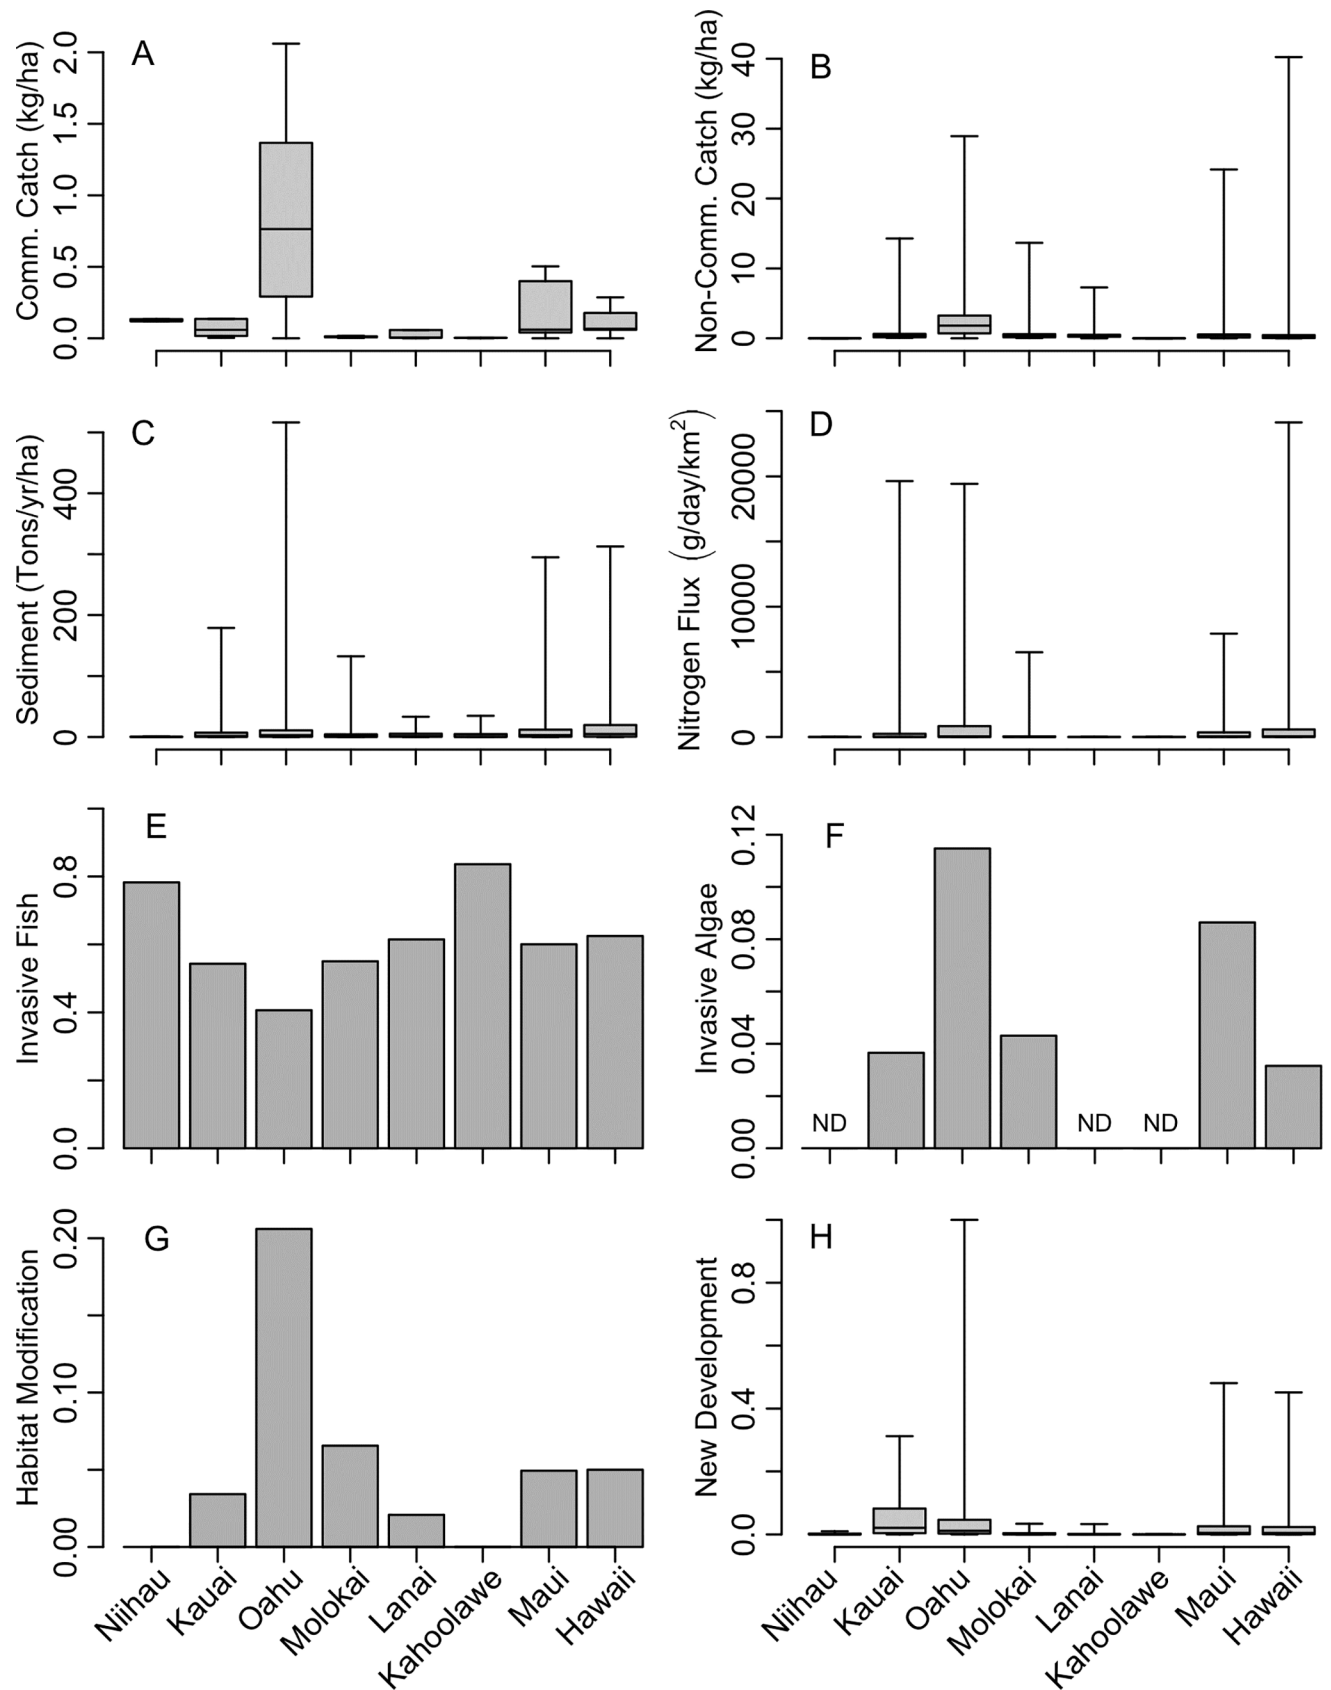 A
Comm. Catch (kg/ha)
2.0
1.5
1.0
0.5
0.0
B
Non-Comm. Catch (kg/ha)
40
30
20
10
0
C
Sediment (Tons/yr/ha)
400
200
0
D
Nitrogen Flux (g/day/km²)
20000
10000
0
E
Invasive Fish
0.8
0.4
0.0
F
Invasive Algae
0.12
0.08
0.04
0.00
ND
ND
ND
G
Habitat Modification
0.20
0.10
0.00
Niihau
Kauai
Oahu
Molokai
Lanai
Kahoolawe
Maui
Hawaii
H
New Development
0.8
0.4
0.0
Niihau
Kauai
Oahu
Molokai
Lanai
Kahoolawe
Maui
Hawaii